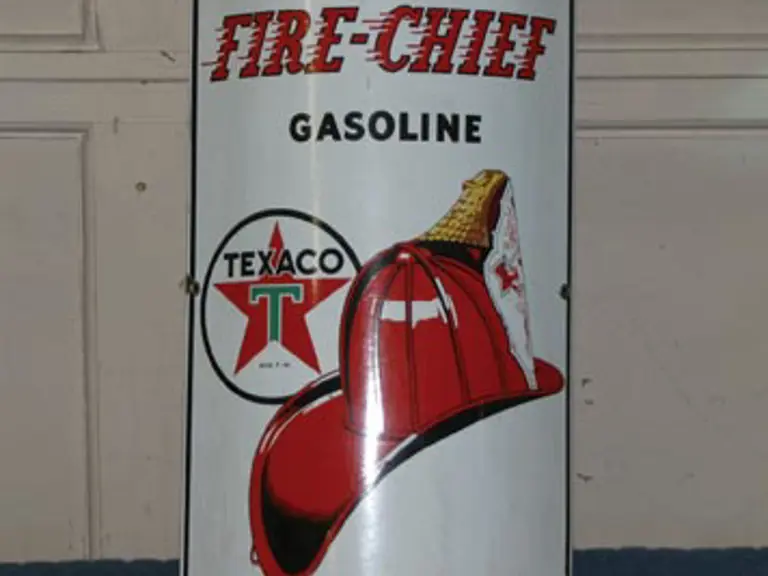 FIRE-CHIEF
GASOLINE
TEXACO
T